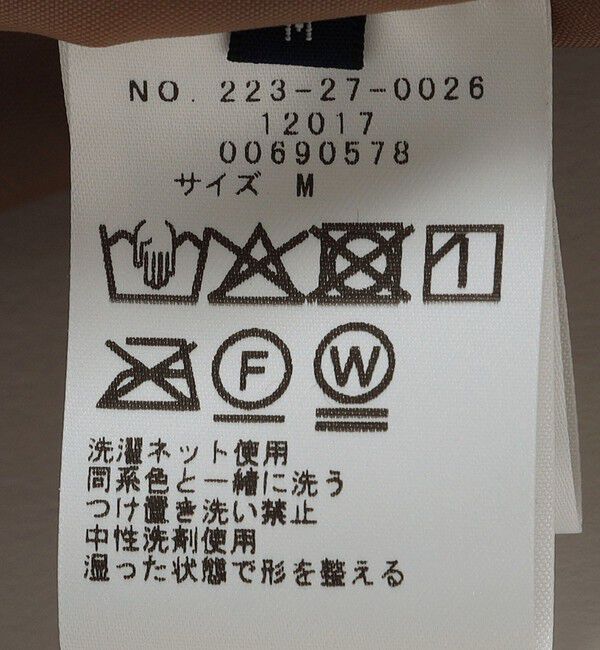 M
NO. 223-27-0026
12017
00690578
サイズ M
F W
洗濯ネット使用
同系色と一緒に洗う
つけ置き洗い禁止
中性洗剤使用
湿った状態で形を整える